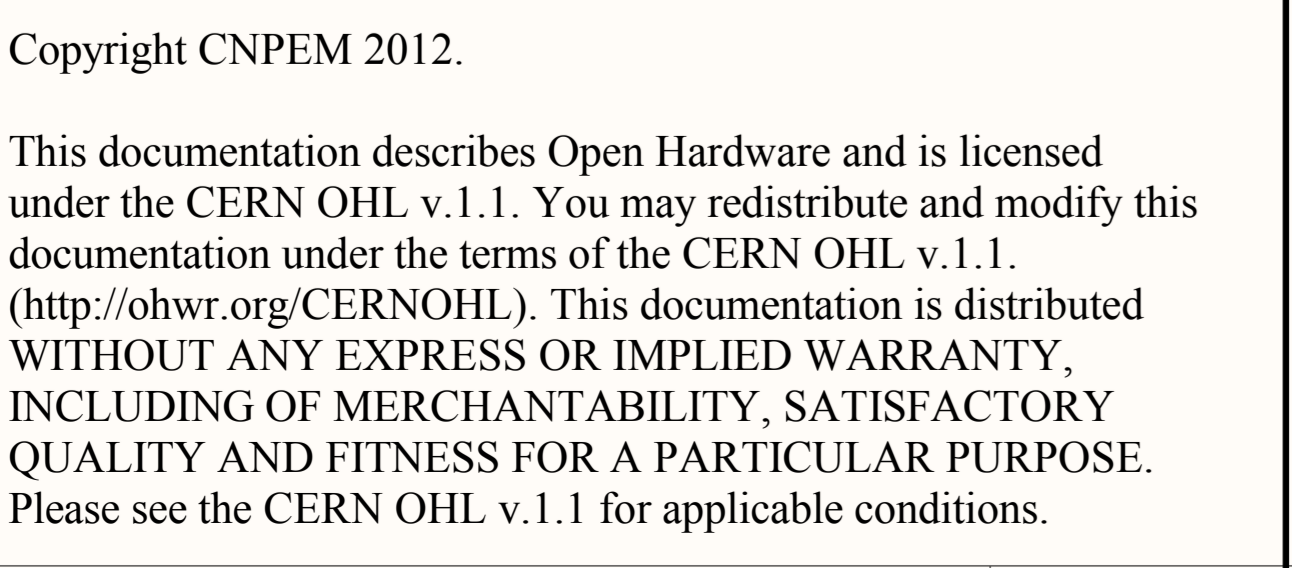 Copyright CNPEM 2012.
This documentation describes Open Hardware and is licensed
under the CERN OHL v.1.1. You may redistribute and modify this
documentation under the terms of the CERN OHL v.1.1.
(http://ohwr.org/CERNOHL). This documentation is distributed
WITHOUT ANY EXPRESS OR IMPLIED WARRANTY,
INCLUDING OF MERCHANTABILITY, SATISFACTORY
QUALITY AND FITNESS FOR A PARTICULAR PURPOSE.
Please see the CERN OHL v.1.1 for applicable conditions.